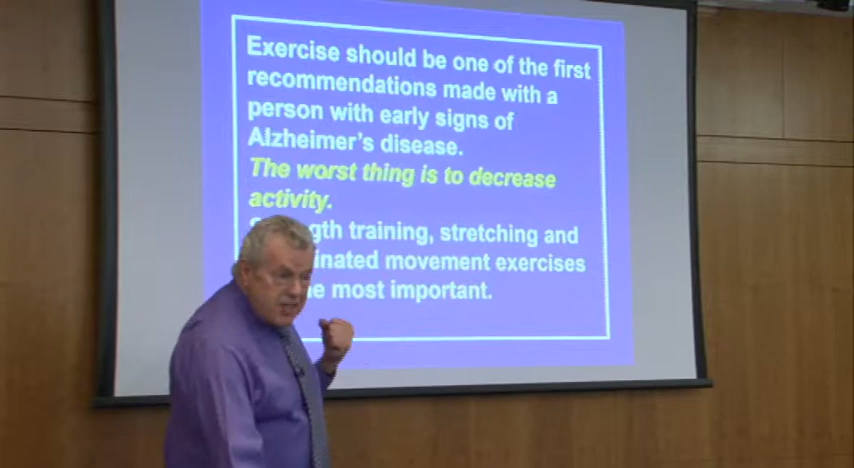 Exercise should be one of the first
recommendations made with a
person with early signs of
Alzheimer's disease.
The worst thing is to decrease
activity.
training, stretching and
movement exercises
most important.